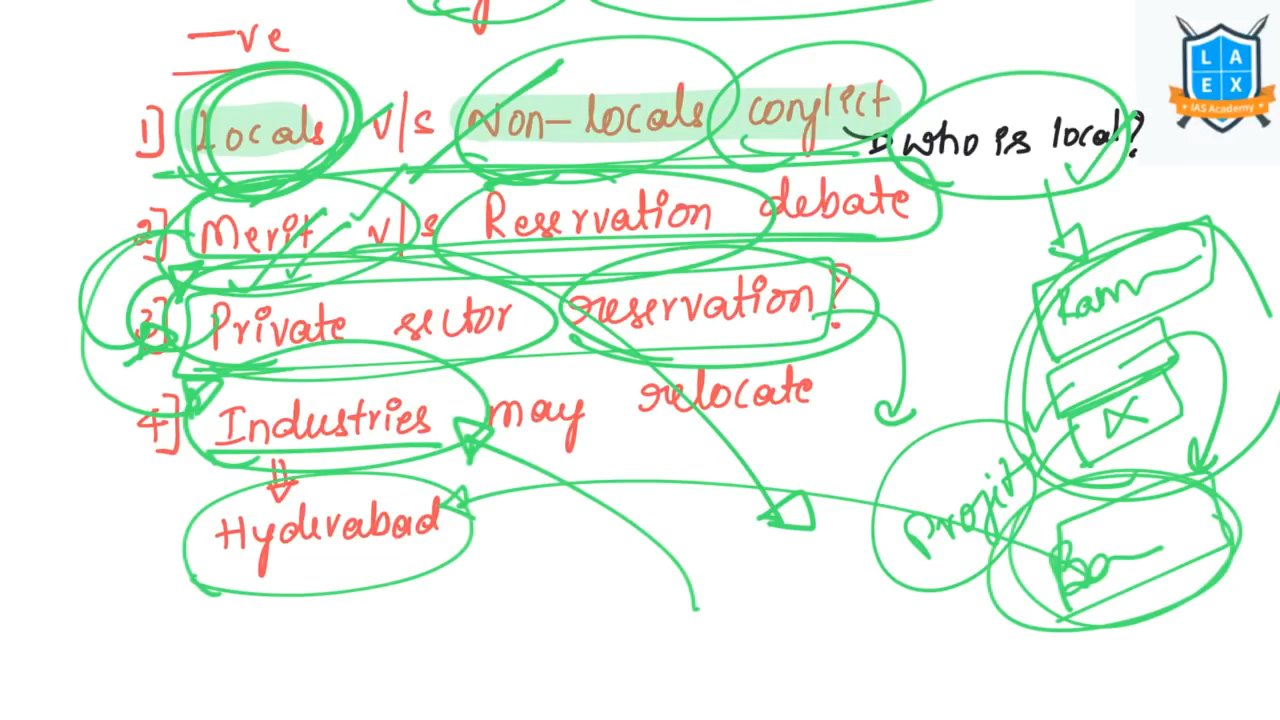 -ve
1] Locals v/s Non-locals conflict
→ who is local?
2] Merit v/s Reservation debate
3] Private sector reservation?
4] Industries may relocate
Hyderabad
profit
L A
E X
IAS Academy